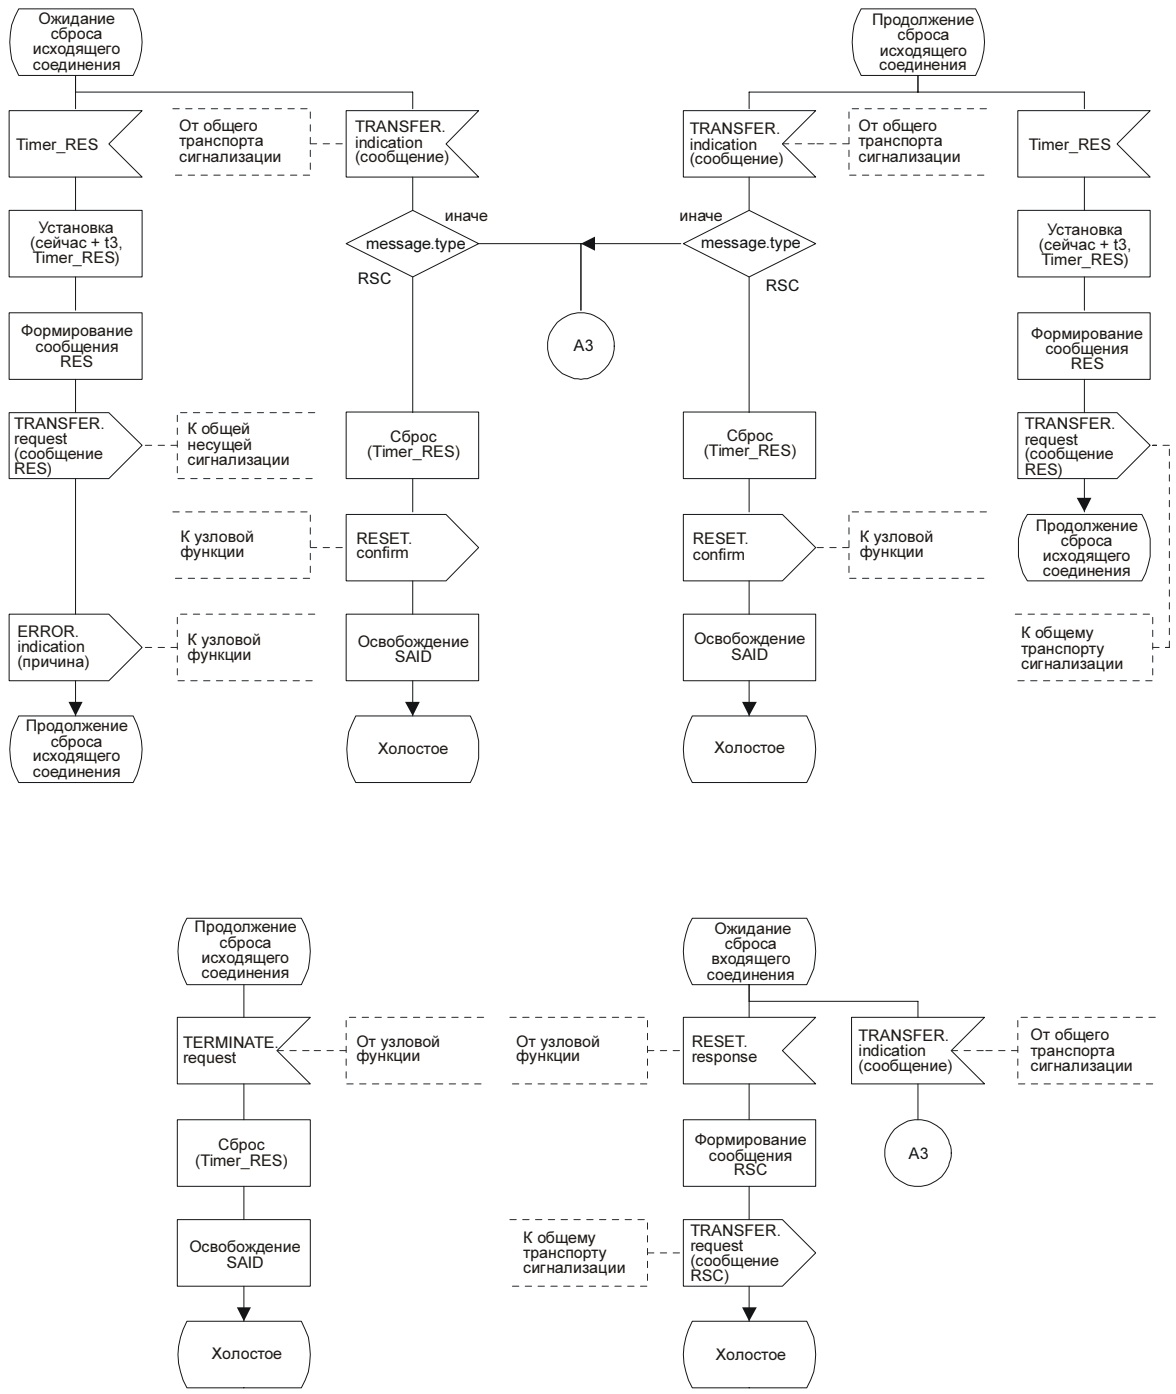 Ожидание
сброса
исходящего
соединения
Продолжение
сброса
исходящего
соединения
Timer_RES
От общего
транспорта
сигнализации
TRANSFER.
indication
(сообщение)
TRANSFER.
indication
(сообщение)
От общего
транспорта
сигнализации
Timer_RES
Установка
(сейчас + t3,
Timer_RES)
иначе
message.type
RSC
иначе
message.type
RSC
Установка
(сейчас + t3,
Timer_RES)
Формирование
сообщения
RES
A3
Формирование
сообщения
RES
TRANSFER.
request
(сообщение
RES)
К общей
несущей
сигнализации
Сброс
(Timer_RES)
Сброс
(Timer_RES)
TRANSFER.
request
(сообщение
RES)
К узловой
функции
RESET.
confirm
RESET.
confirm
К узловой
функции
Продолжение
сброса
исходящего
соединения
ERROR.
indication
(причина)
К узловой
функции
Освобождение
SAID
Освобождение
SAID
К общему
транспорту
сигнализации
Продолжение
сброса
исходящего
соединения
Холостое
Холостое
Продолжение
сброса
исходящего
соединения
Ожидание
сброса
входящего
соединения
TERMINATE.
request
От узловой
функции
От узловой
функции
RESET.
response
TRANSFER.
indication
(сообщение)
От общего
транспорта
сигнализации
Сброс
(Timer_RES)
Формирование
сообщения
RSC
A3
Освобождение
SAID
К общему
транспорту
сигнализации
TRANSFER.
request
(сообщение
RSC)
Холостое
Холостое